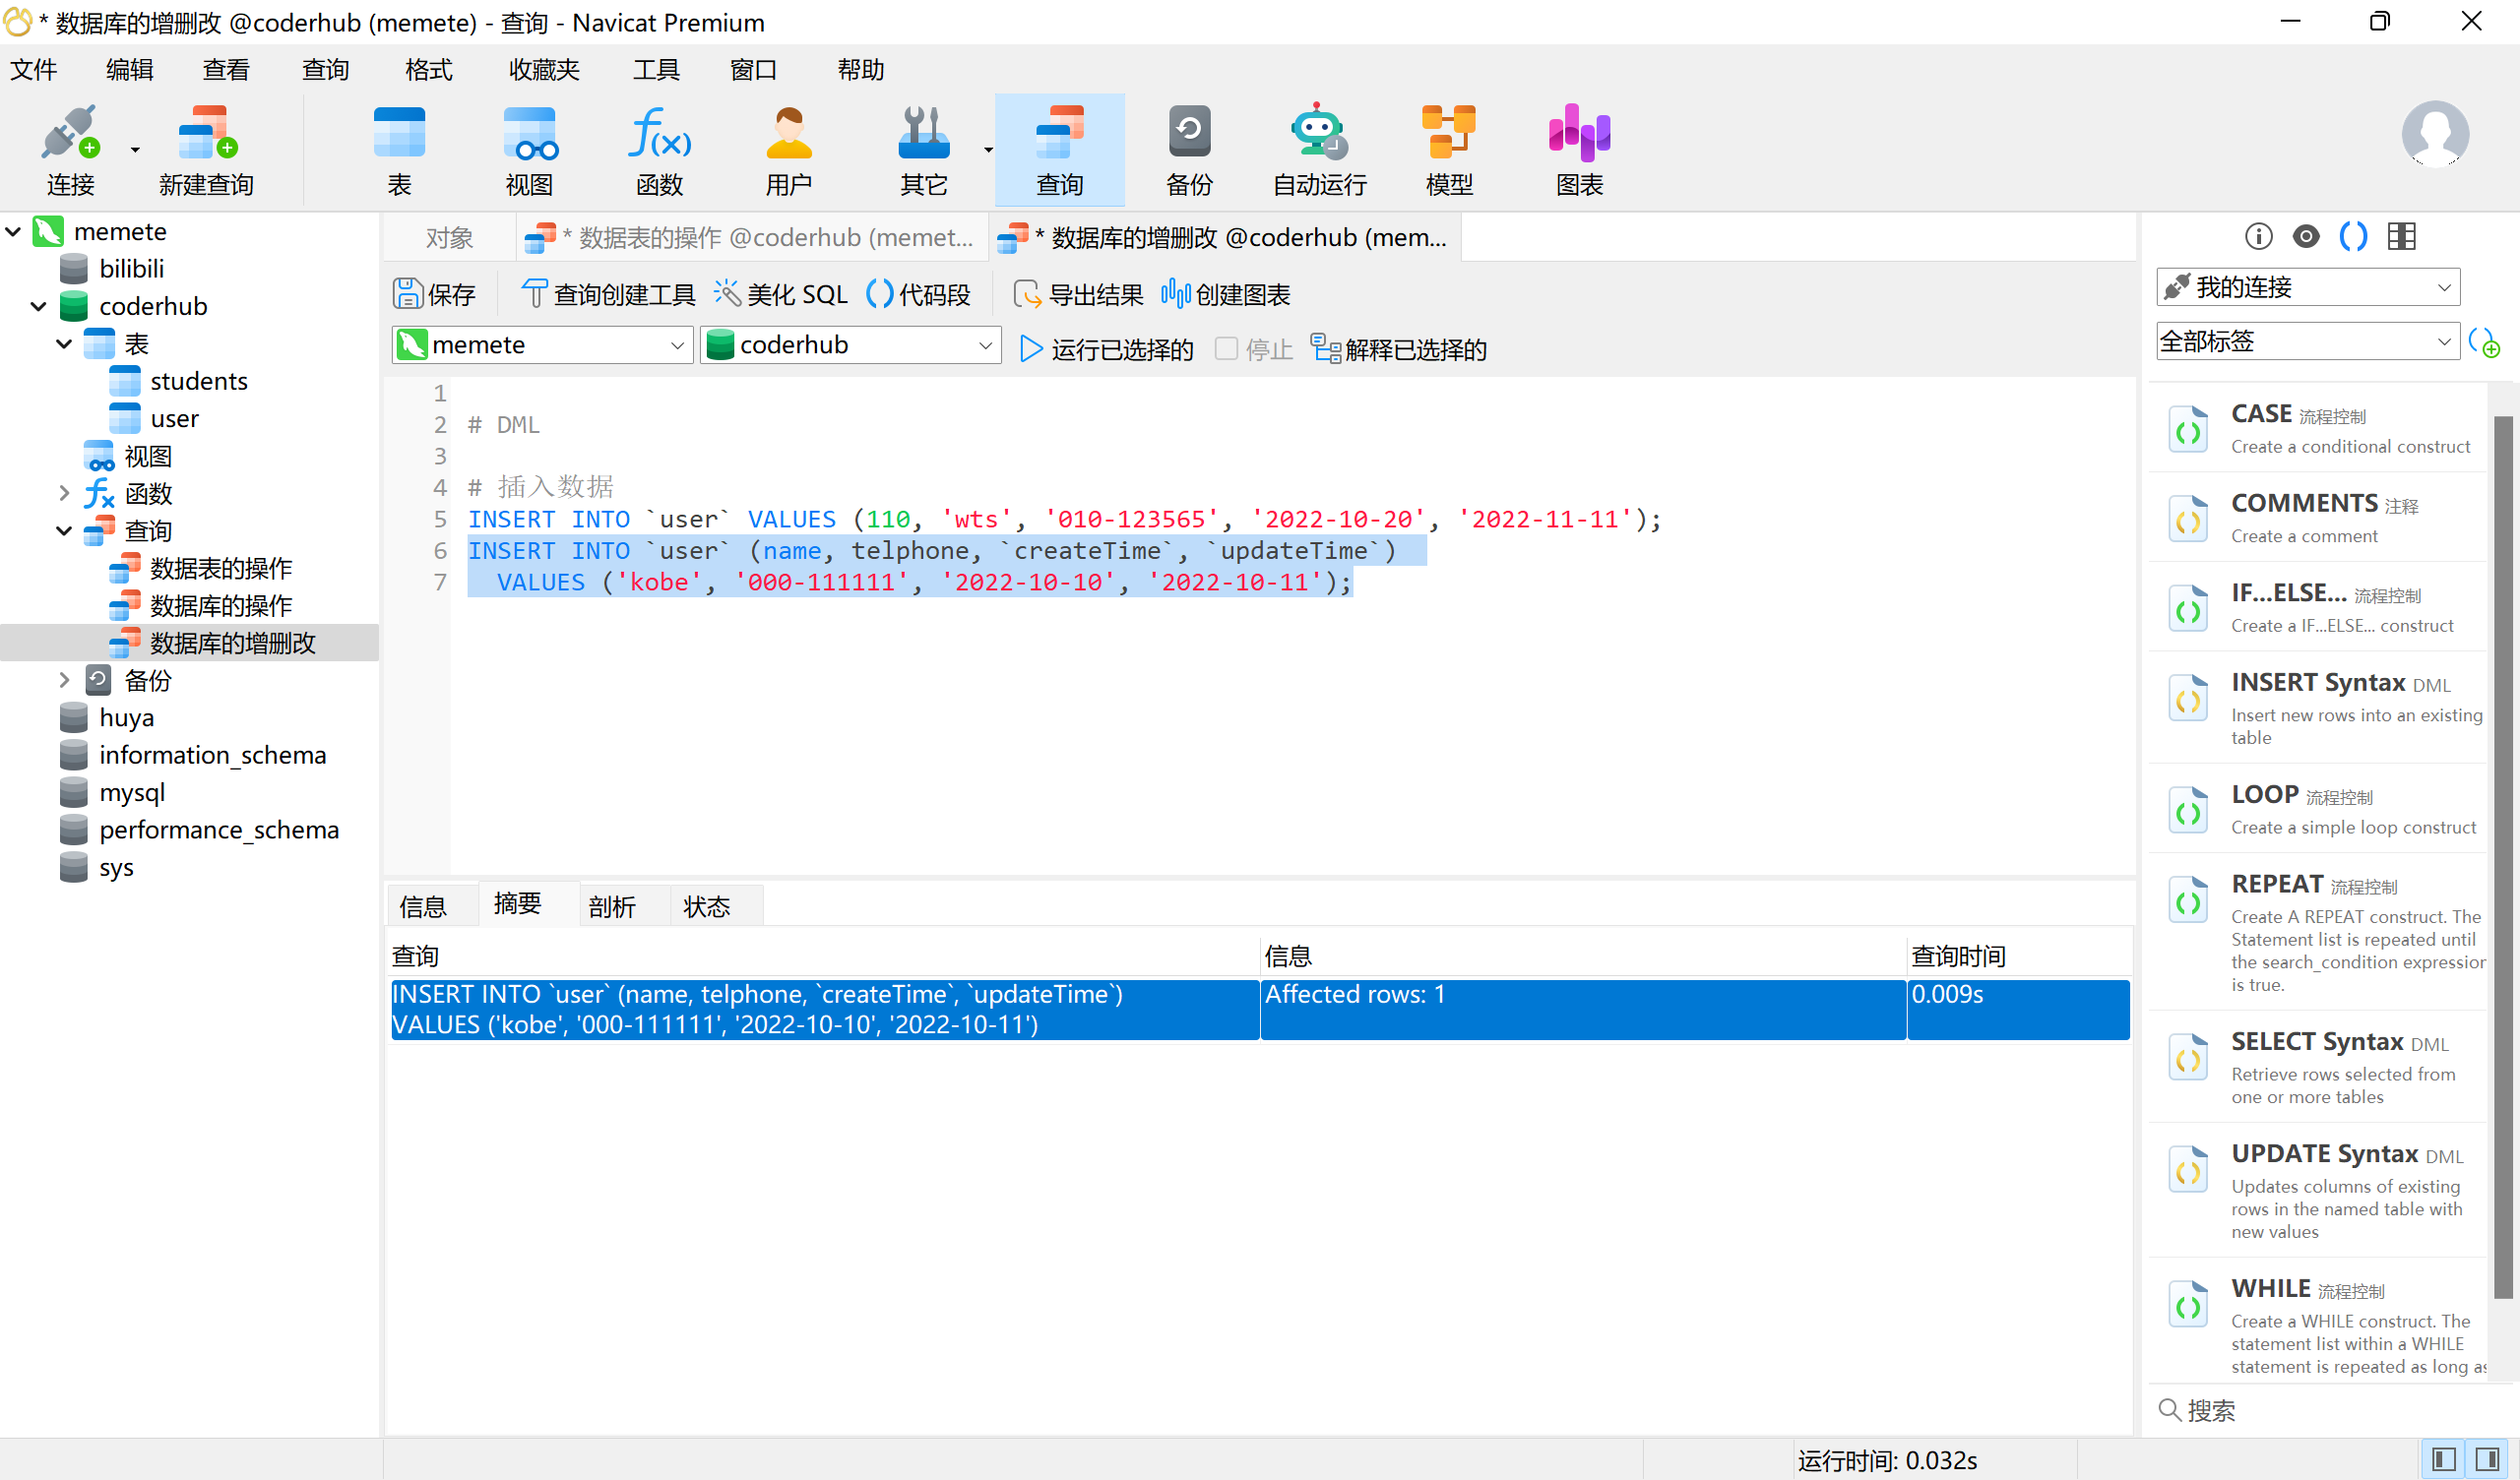 * 数据库的增删改 @coderhub (memete) - 查询 - Navicat Premium
文件 编辑 查看 查询 格式 收藏夹 工具 窗口 帮助
连接 新建查询 表 视图 函数 用户 其它 查询 备份 自动运行 模型 图表
memete
bilibili
coderhub
表
students
user
视图
函数
查询
数据表的操作
数据库的操作
数据库的增删改
备份
huya
information_schema
mysql
performance_schema
sys
对象 * 数据表的操作 @coderhub (memet... * 数据库的增删改 @coderhub (mem...
保存 查询创建工具 美化 SQL 代码段 导出结果 创建图表
memete coderhub 运行已选择的 停止 解释已选择的
1
2 # DML
3
4 # 插入数据
5 INSERT INTO `user` VALUES (110, 'wts', '010-123565', '2022-10-20', '2022-11-11');
6 INSERT INTO `user` (name, telphone, `createTime`, `updateTime`)
7 VALUES ('kobe', '000-111111', '2022-10-10', '2022-10-11');
信息 摘要 剖析 状态
查询 信息 查询时间
INSERT INTO `user` (name, telphone, `createTime`, `updateTime`) Affected rows: 1 0.009s
VALUES ('kobe', '000-111111', '2022-10-10', '2022-10-11')
我的连接
全部标签
CASE 流程控制
Create a conditional construct
COMMENTS 注释
Create a comment
IF...ELSE... 流程控制
Create a IF...ELSE... construct
INSERT Syntax DML
Insert new rows into an existing
table
LOOP 流程控制
Create a simple loop construct
REPEAT 流程控制
Create A REPEAT construct. The
Statement list is repeated until
the search_condition expression
is true.
SELECT Syntax DML
Retrieve rows selected from
one or more tables
UPDATE Syntax DML
Updates columns of existing
rows in the named table with
new values
WHILE 流程控制
Create a WHILE construct. The
statement list within a WHILE
statement is repeated as long as
搜索
运行时间: 0.032s